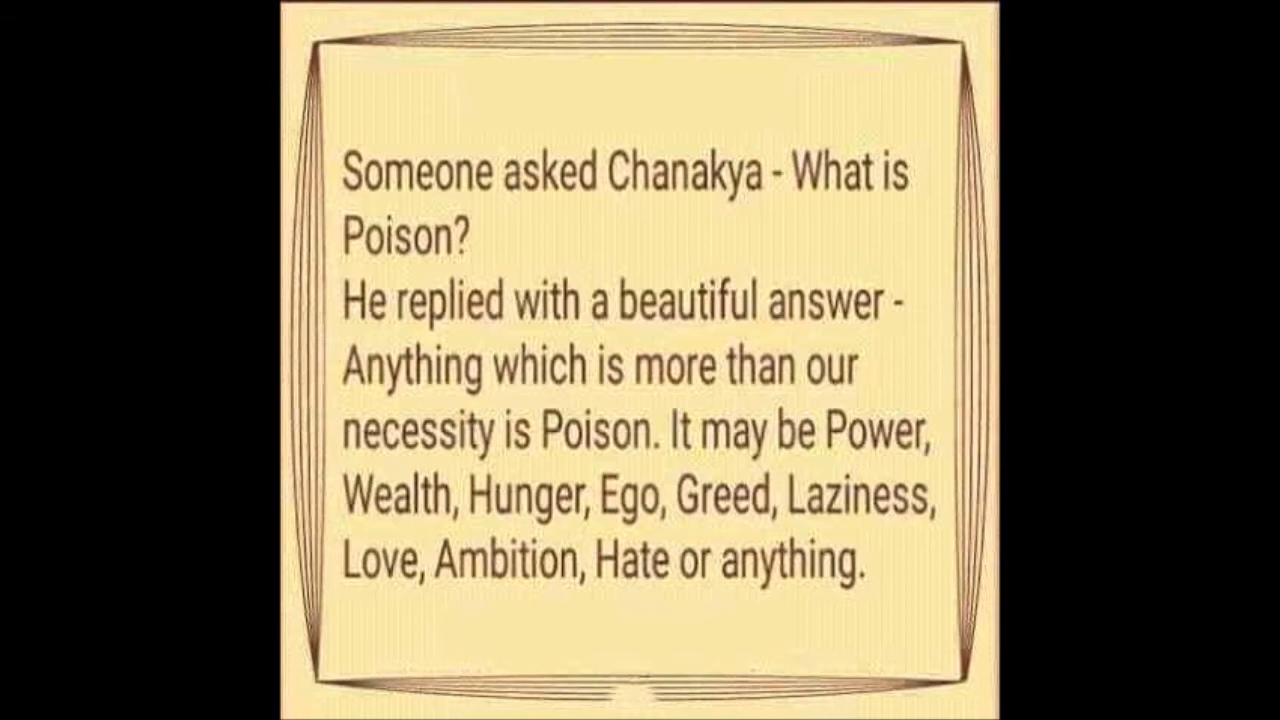 Someone asked Chanakya - What is
Poison?
He replied with a beautiful answer -
Anything which is more than our
necessity is Poison. It may be Power,
Wealth, Hunger, Ego, Greed, Laziness,
Love, Ambition, Hate or anything.